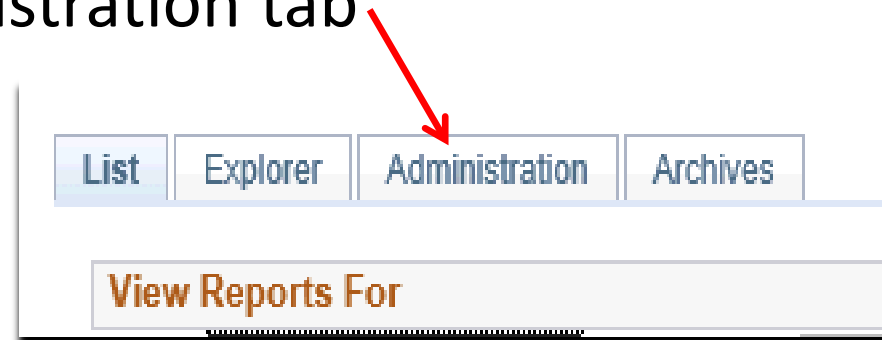 istration tab
List Explorer Administration Archives
View Reports For